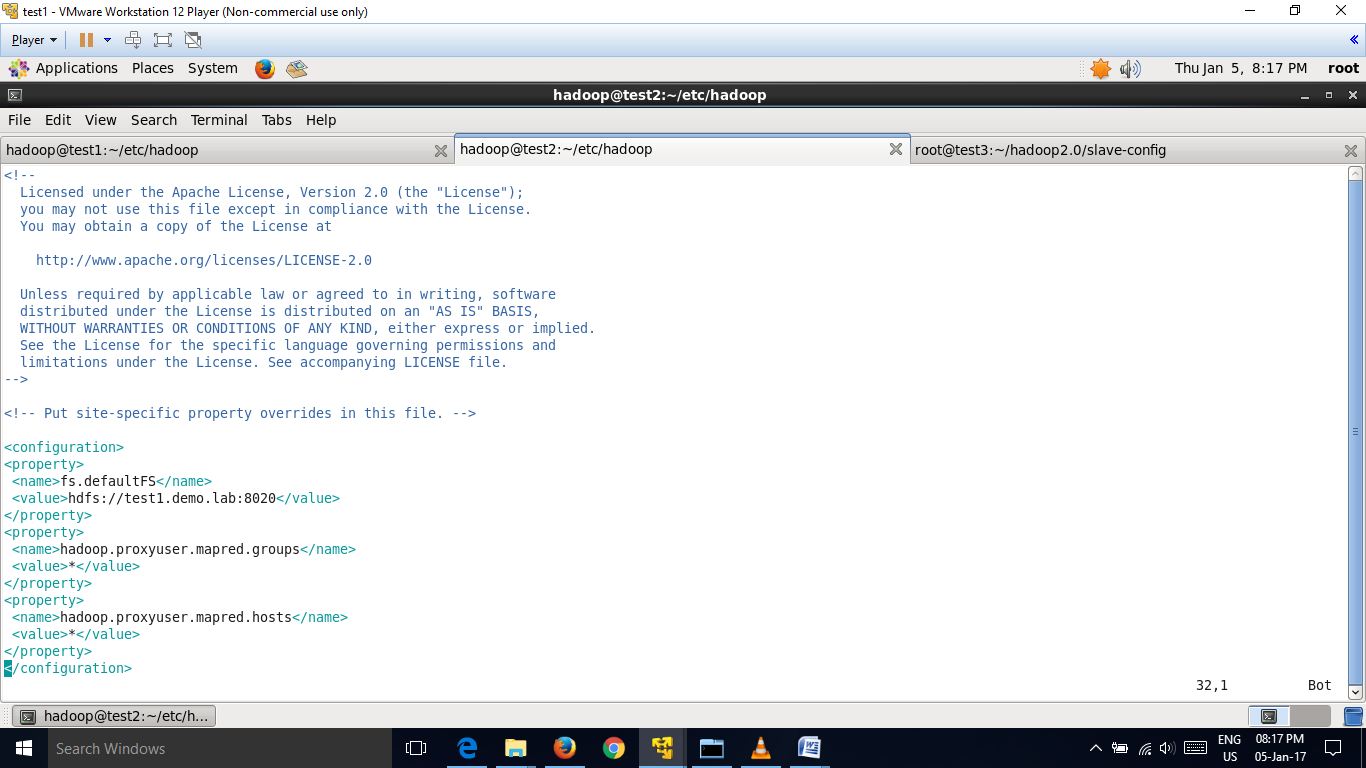 test1 - VMware Workstation 12 Player (Non-commercial use only)
Player
Applications Places System Thu Jan 5, 8:17 PM root
hadoop@test2:~/etc/hadoop
File Edit View Search Terminal Tabs Help
hadoop@test1:~/etc/hadoop hadoop@test2:~/etc/hadoop root@test3:~/hadoop2.0/slave-config
<!--
  Licensed under the Apache License, Version 2.0 (the "License");
  you may not use this file except in compliance with the License.
  You may obtain a copy of the License at
    http://www.apache.org/licenses/LICENSE-2.0
  Unless required by applicable law or agreed to in writing, software
  distributed under the License is distributed on an "AS IS" BASIS,
  WITHOUT WARRANTIES OR CONDITIONS OF ANY KIND, either express or implied.
  See the License for the specific language governing permissions and
  limitations under the License. See accompanying LICENSE file.
-->
<!-- Put site-specific property overrides in this file. -->
<configuration>
<property>
 <name>fs.defaultFS</name>
 <value>hdfs://test1.demo.lab:8020</value>
</property>
<property>
 <name>hadoop.proxyuser.mapred.groups</name>
 <value>*</value>
</property>
<property>
 <name>hadoop.proxyuser.mapred.hosts</name>
 <value>*</value>
</property>
</configuration>
32,1 Bot
hadoop@test2:~/etc/h...
Search Windows
ENG 08:17 PM
US 05-Jan-17